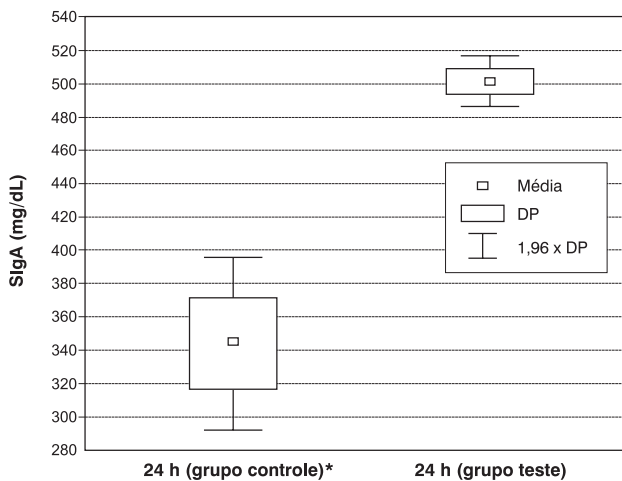 540
520
500
480
460
440
420
400
380
360
340
320
300
280
SIgA (mg/dL)
Média
DP
1,96 x DP
24 h (grupo controle)*
24 h (grupo teste)